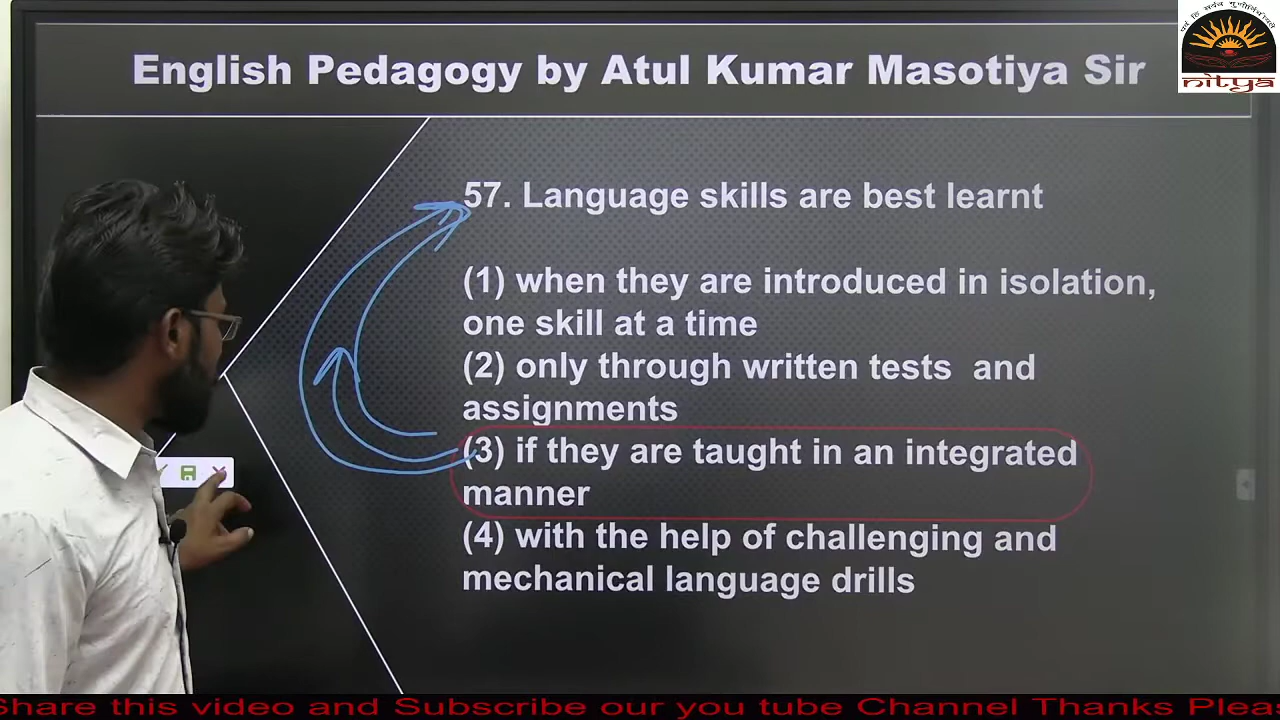 English Pedagogy by Atul Kumar Masotiya Sir
nitya
57. Language skills are best learnt
(1) when they are introduced in isolation,
one skill at a time
(2) only through written tests and
assignments
(3) if they are taught in an integrated
manner
(4) with the help of challenging and
mechanical language drills
Share this video and Subscribe our you tube Channel Thanks Pleas